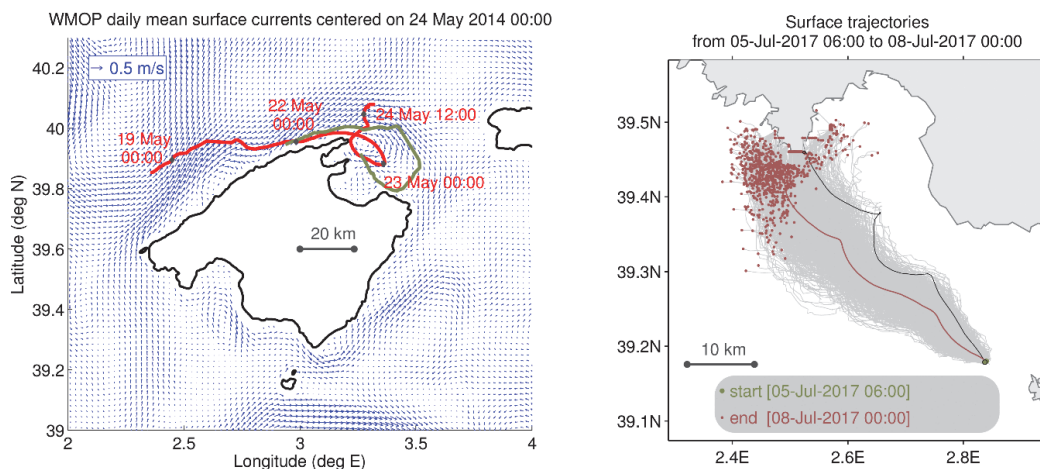 WMOP daily mean surface currents centered on 24 May 2014 00:00
40.2
40
39.8
39.6
39.4
39.2
39
Latitude (deg N)
→ 0.5 m/s
19 May
00:00
22 May
00:00
24 May 12:00
23 May 00:00
20 km
2
2.5
3
3.5
4
Longitude (deg E)
Surface trajectories
from 05-Jul-2017 06:00 to 08-Jul-2017 00:00
39.5N
39.4N
39.3N
39.2N
39.1N
10 km
start [05-Jul-2017 06:00]
end [08-Jul-2017 00:00]
2.4E
2.6E
2.8E